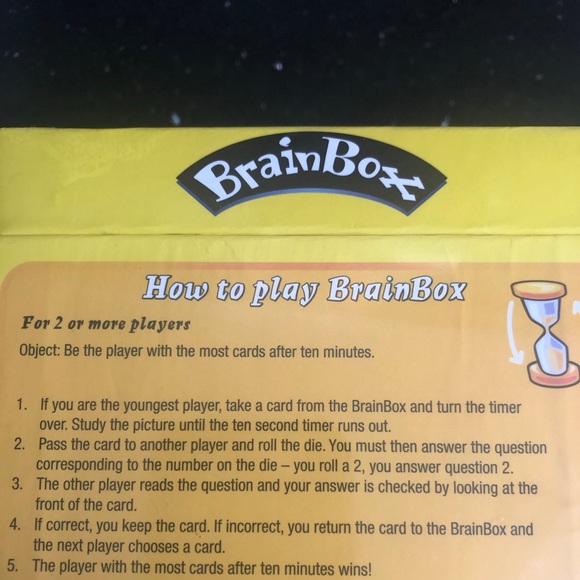 BrainBox
How to play BrainBox
For 2 or more players
Object: Be the player with the most cards after ten minutes.
1. If you are the youngest player, take a card from the BrainBox and turn the timer
over. Study the picture until the ten second timer runs out.
2. Pass the card to another player and roll the die. You must then answer the question
corresponding to the number on the die – you roll a 2, you answer question 2.
3. The other player reads the question and your answer is checked by looking at the
front of the card.
4. If correct, you keep the card. If incorrect, you return the card to the BrainBox and
the next player chooses a card.
5. The player with the most cards after ten minutes wins!